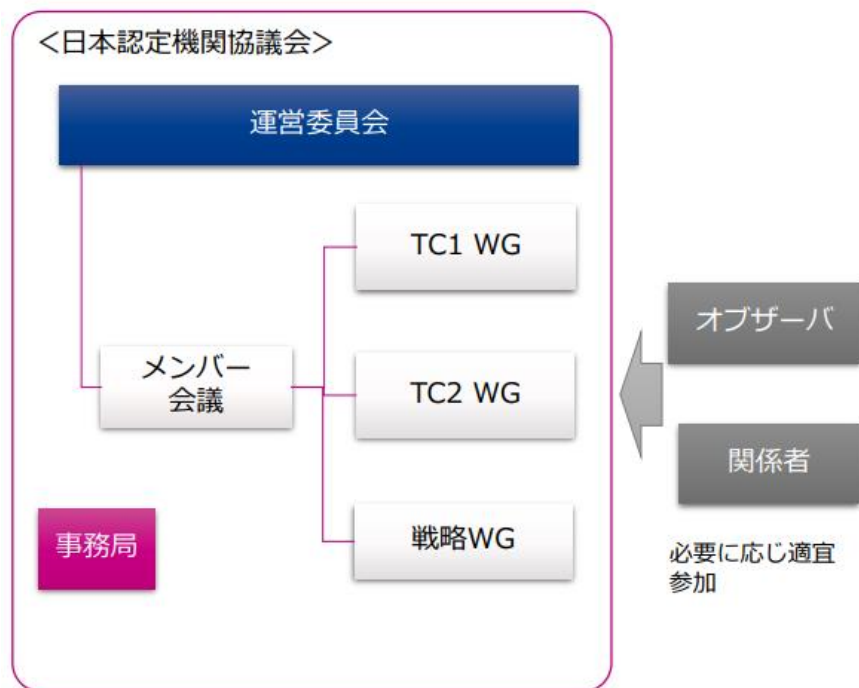 ＜日本認定機関協議会＞
運営委員会
TC1 WG
オブザーバ
メンバー
会議
TC2 WG
関係者
事務局
戦略WG
必要に応じ適宜
参加